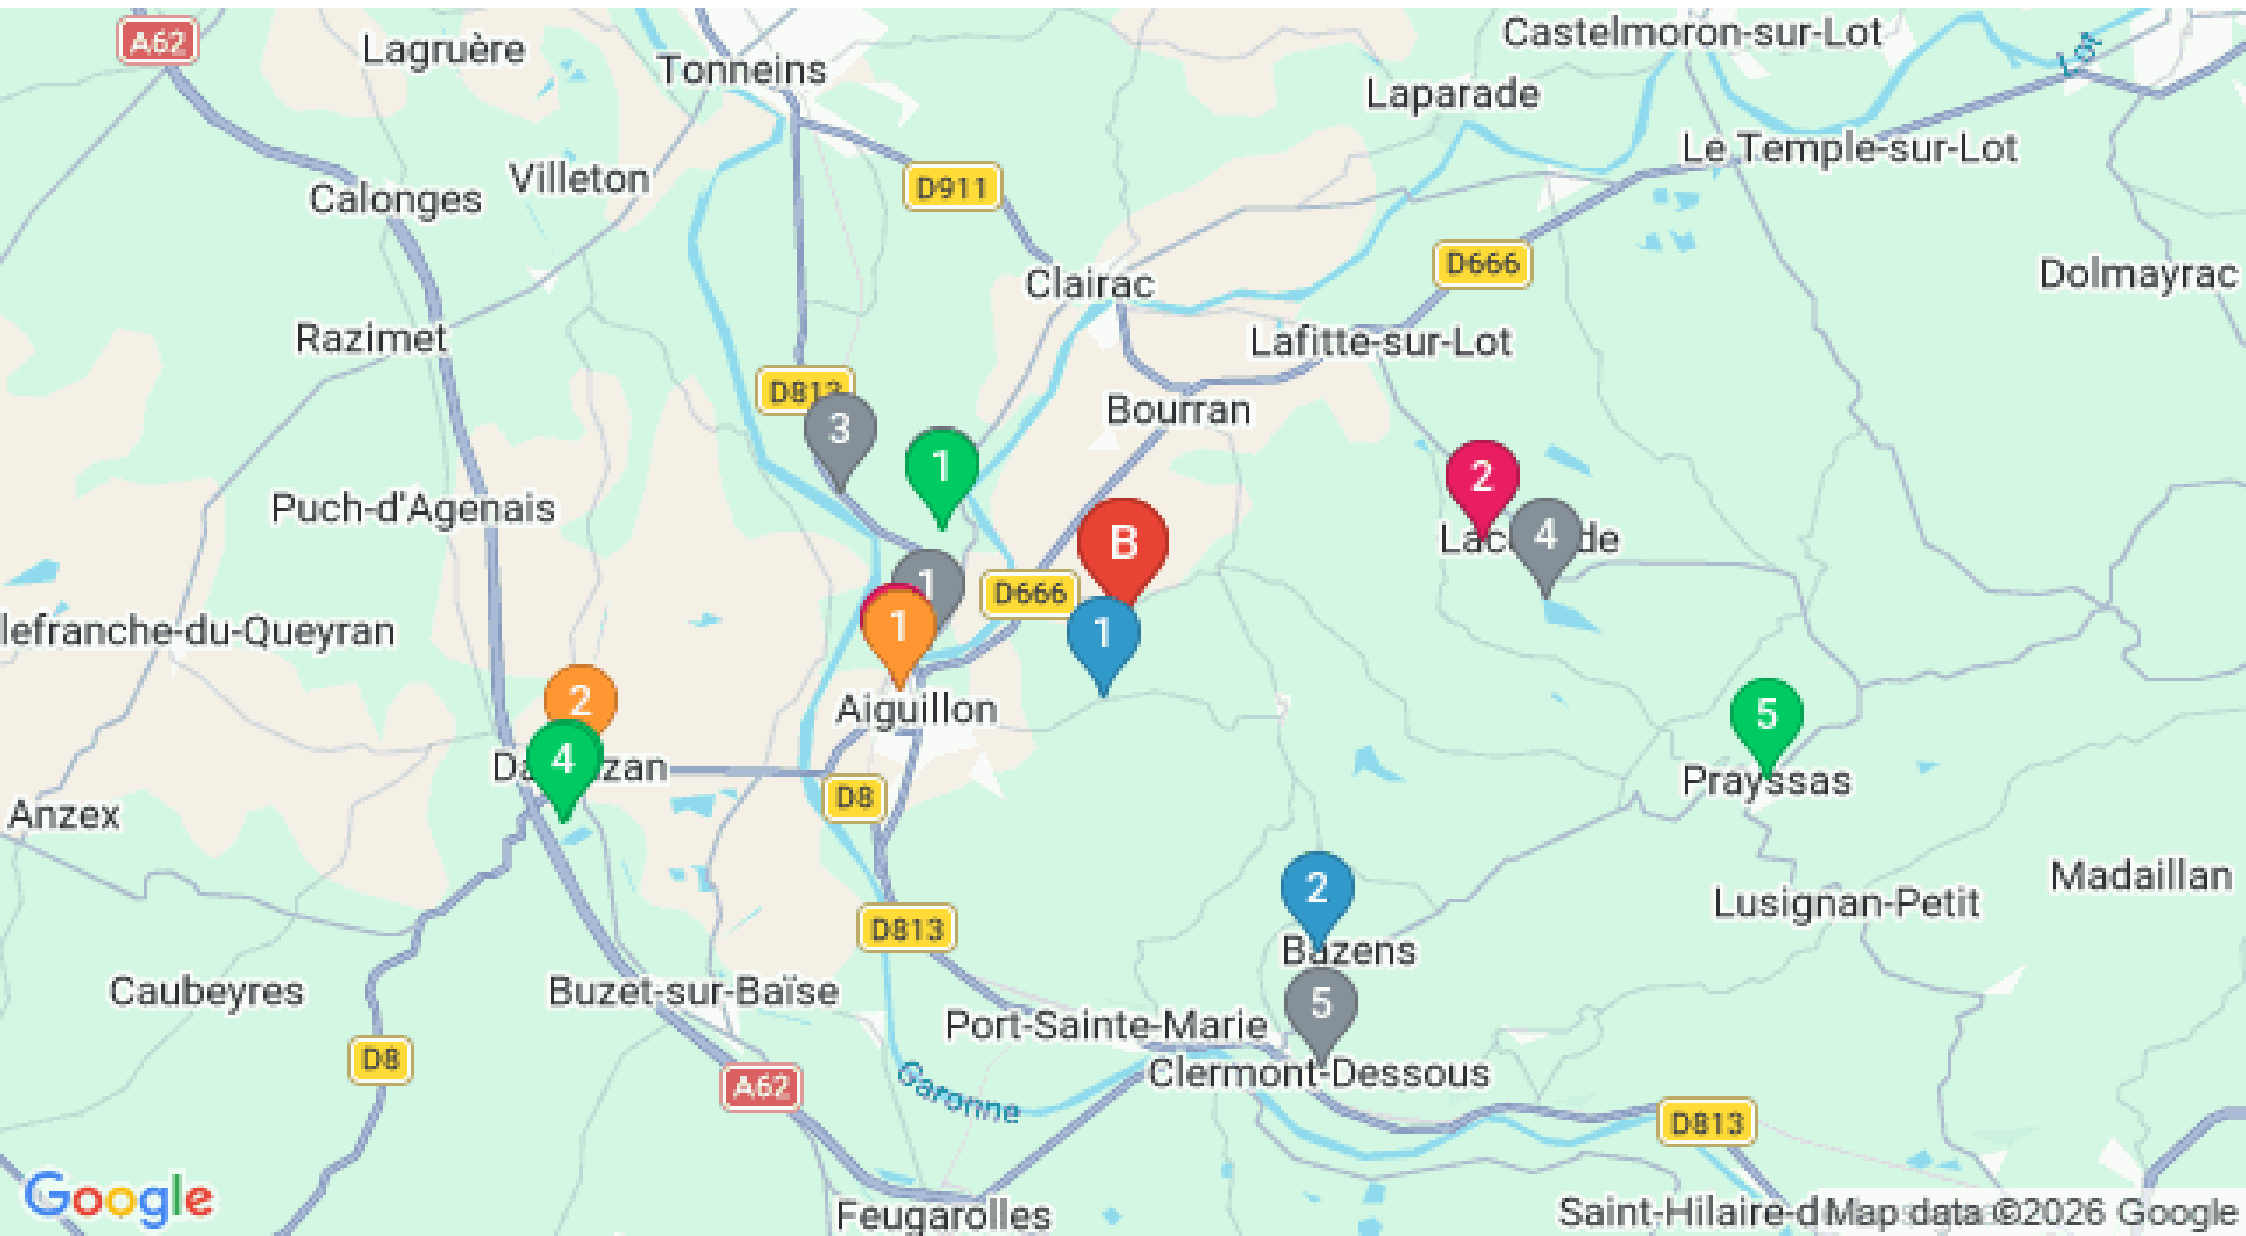 A62
Lagruère
Tonneins
Castelmoron-sur-Lot
Lot
Laparade
Le Temple-sur-Lot
Villeton
D911
Calonges
D666
Dolmayrac
Clairac
Razimet
Lafitte-sur-Lot
D813
3
Bourran
1
2
Puch-d'Agenais
B
4
1
D666
lefranche-du-Queyran
1
1
2
Aiguillon
5
4
D8
Prayssas
Anzex
2
Madaillan
Lusignan-Petit
D813
Bazens
Caubeyres
Buzet-sur-Baïse
5
Port-Sainte-Marie
D8
Clermont-Dessous
A62
Garonne
D813
Google
Feugarolles
Saint-Hilaire-d
Map data ©2026 Google